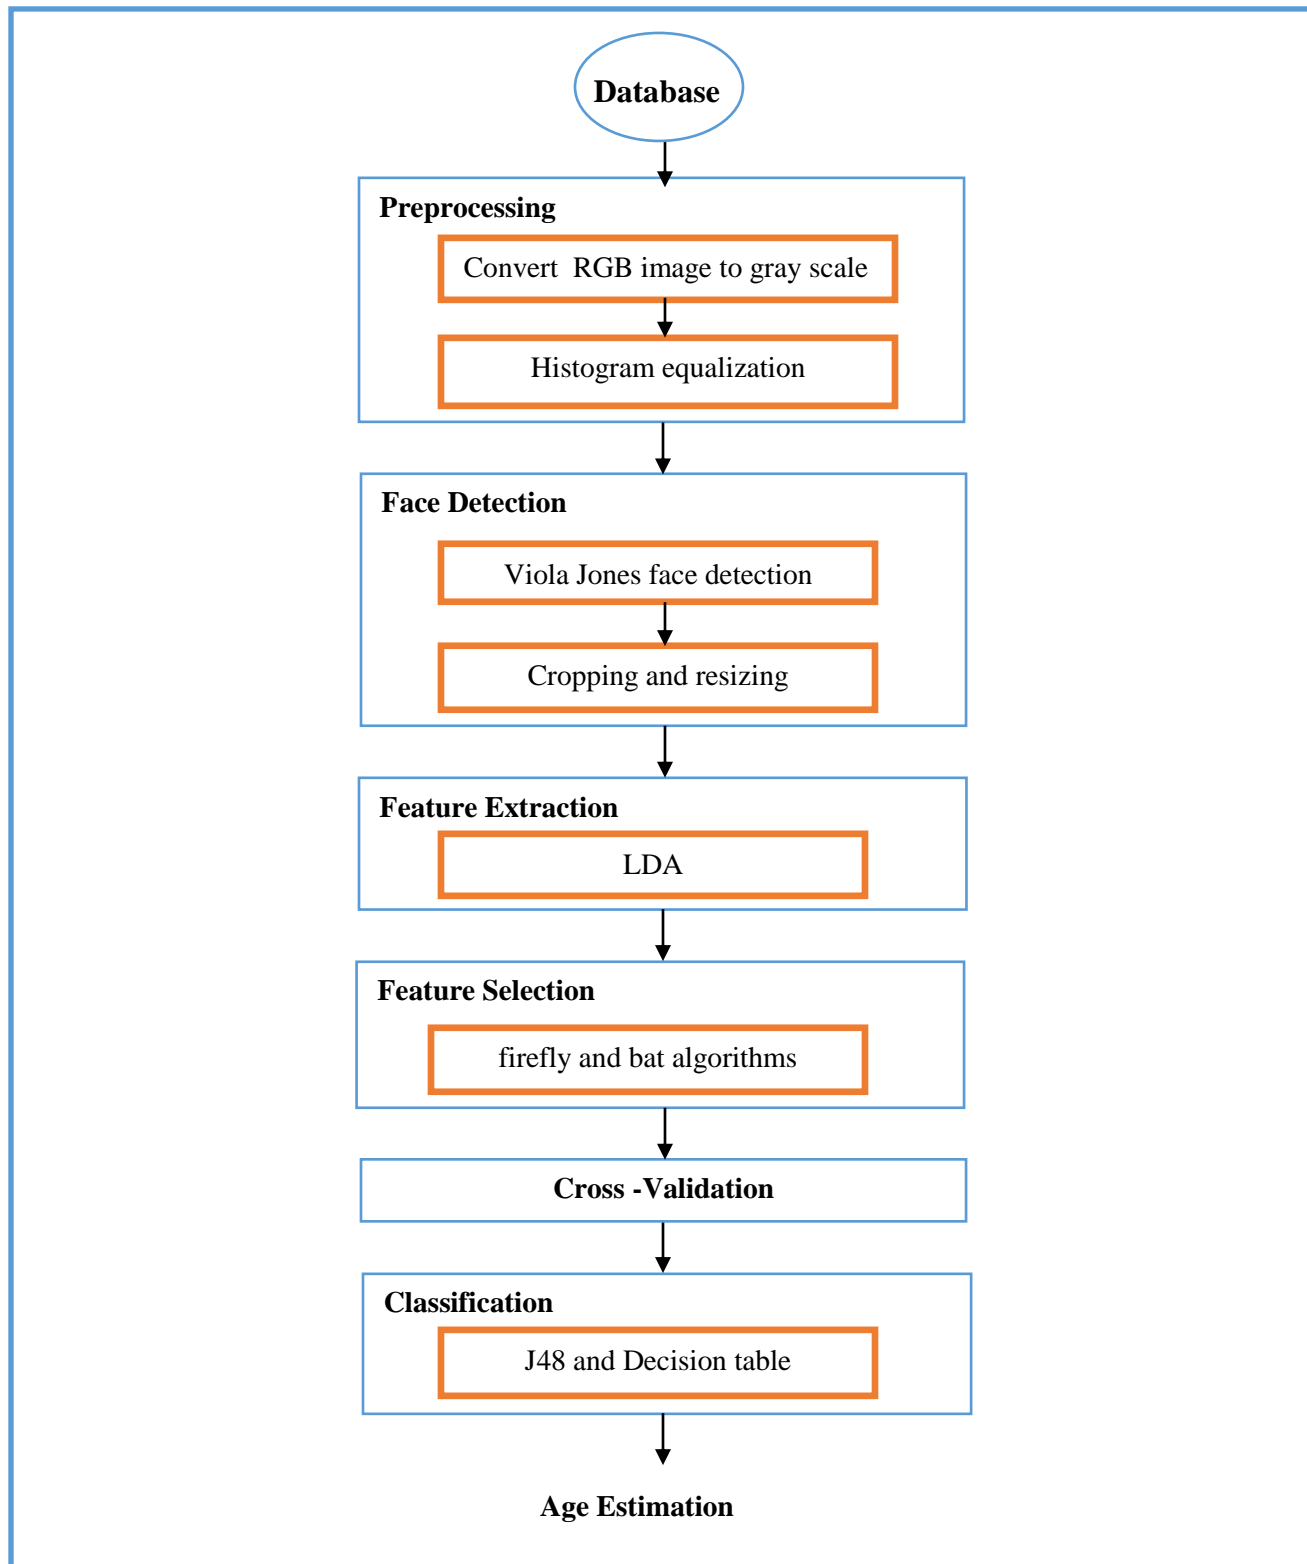 Database
Preprocessing
Convert  RGB image to gray scale
Histogram equalization
Face Detection
Viola Jones face detection
Cropping and resizing
Feature Extraction
LDA
Feature Selection
firefly and bat algorithms
Cross -Validation
Classification
J48 and Decision table
Age Estimation